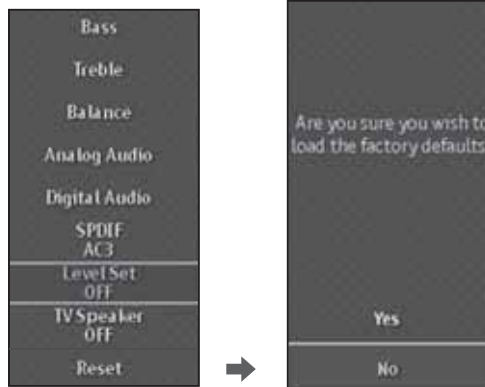 Bass
Treble
Balance
Analog Audio
Digital Audio
SPDIF
AC3
Level Set
OFF
TV Speaker
OFF
Reset
Are you sure you wish to
load the factory defaults
Yes
No